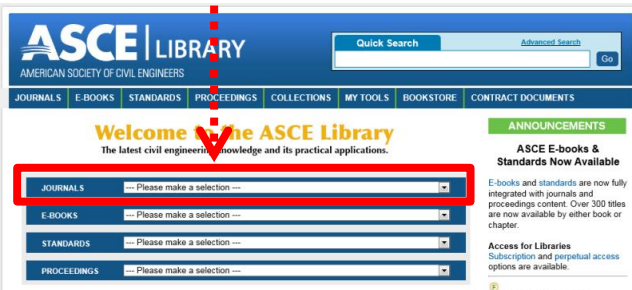 ASCE LIBRARY
AMERICAN SOCIETY OF CIVIL ENGINEERS
Quick Search
Advanced Search
Go
JOURNALS E-BOOKS STANDARDS PROCEEDINGS COLLECTIONS MY TOOLS BOOKSTORE CONTRACT DOCUMENTS
Welcome to the ASCE Library
The latest civil engineering knowledge and its practical applications.
JOURNALS --- Please make a selection ---
E-BOOKS --- Please make a selection ---
STANDARDS --- Please make a selection ---
PROCEEDINGS --- Please make a selection ---
ANNOUNCEMENTS
ASCE E-books &
Standards Now Available
E-books and standards are now fully
integrated with journals and
proceedings content. Over 300 titles
are now available by either book or
chapter.
Access for Libraries
Subscription and perpetual access
options are available.